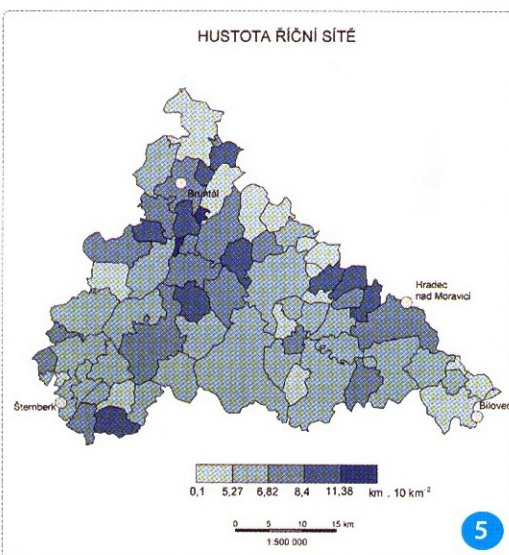 HUSTOTA ŘÍČNÍ SÍTĚ
Bruntál
Hradec
nad Moravicí
Šternberk
Bílovec
0,1 5,27 6,82 8,4 11,38 km . 10 km⁻²
0 5 10 15 km
1:500 000
5